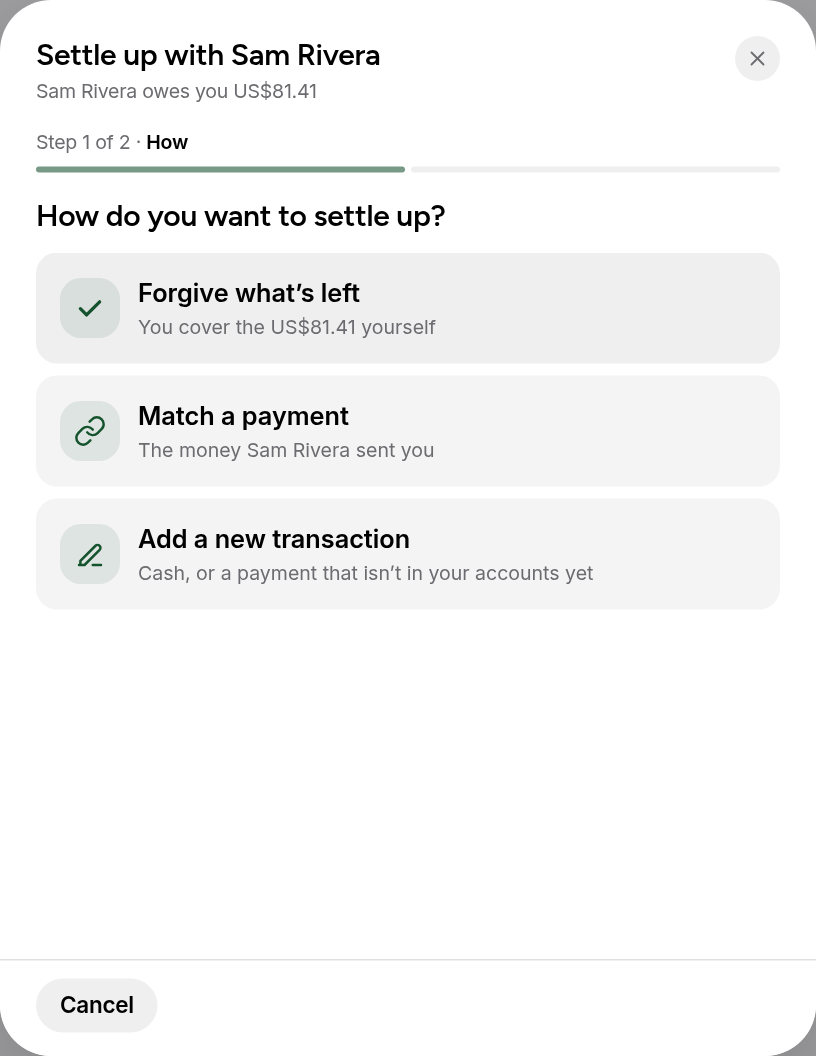 Settle up with Sam Rivera
Sam Rivera owes you US$81.41
Step 1 of 2 · How
How do you want to settle up?
Forgive what’s left
You cover the US$81.41 yourself
Match a payment
The money Sam Rivera sent you
Add a new transaction
Cash, or a payment that isn’t in your accounts yet
Cancel